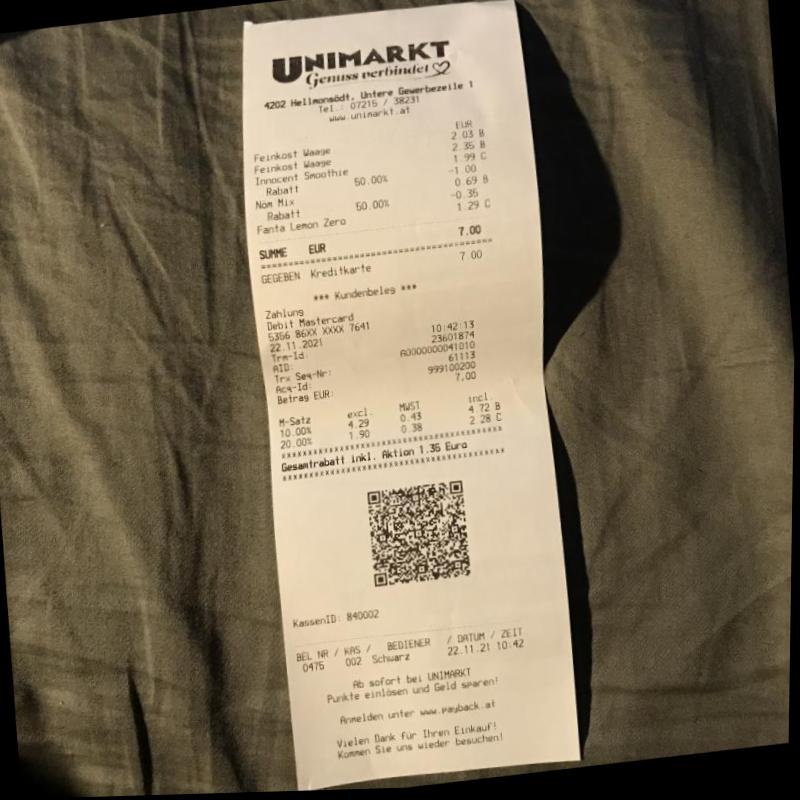 UNIMARKT
Genuss verbindet
4202 Hellmonsödt, Untere Gewerbezeile 1
Tel.: 07215 / 38231
www.unimarkt.at
EUR
Feinkost Waage 2.03 B
Feinkost Waage 2.35 B
Innocent Smoothie 1.99 C
Rabatt 50.00% -1.00
Nöm Mix 0.69 B
Rabatt 50.00% -0.35
Fanta Lemon Zero 1.29 C
SUMME EUR 7.00
GEGEBEN Kreditkarte 7.00
*** Kundenbeleg ***
Zahlung
Debit Mastercard
5356 86XX XXXX 7641
22.11.2021 10:42:13
Trm-Id: 23601874
AID: A0000000041010
Trx Seq-Nr: 61113
Acq-Id: 999100200
Betrag EUR: 7,00
M-Satz excl. MWST incl.
10.00% 4.29 0.43 4.72 B
20.00% 1.90 0.38 2.28 C
Gesamtrabatt inkl. Aktion 1.35 Euro
KassenID: 840002
BEL NR / KAS / BEDIENER / DATUM / ZEIT
0475 002 Schwarz 22.11.21 10:42
Ab sofort bei UNIMARKT
Punkte einlösen und Geld sparen!
Anmelden unter www.payback.at
Vielen Dank für Ihren Einkauf!
Kommen Sie uns wieder besuchen!